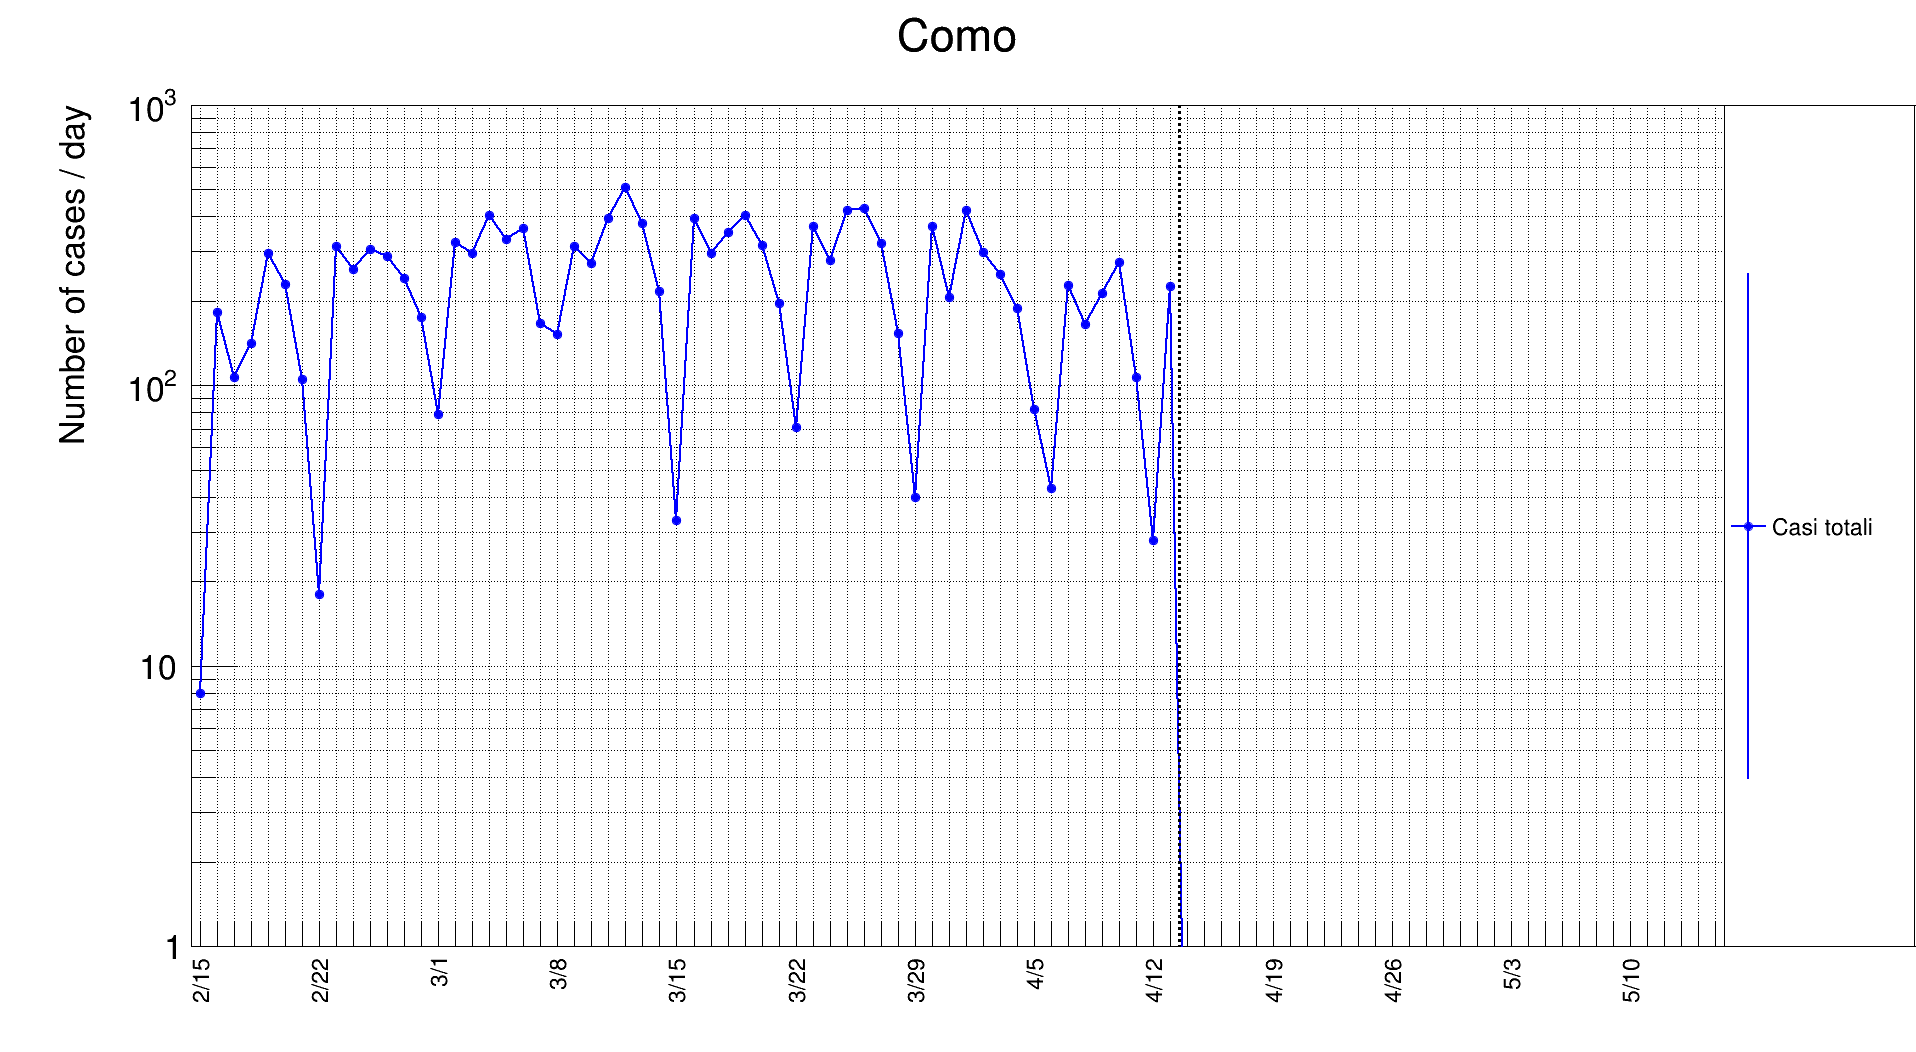 Como
Number of cases / day
10³
10²
10
1
2/15 2/22 3/1 3/8 3/15 3/22 3/29 4/5 4/12 4/19 4/26 5/3 5/10
Casi totali